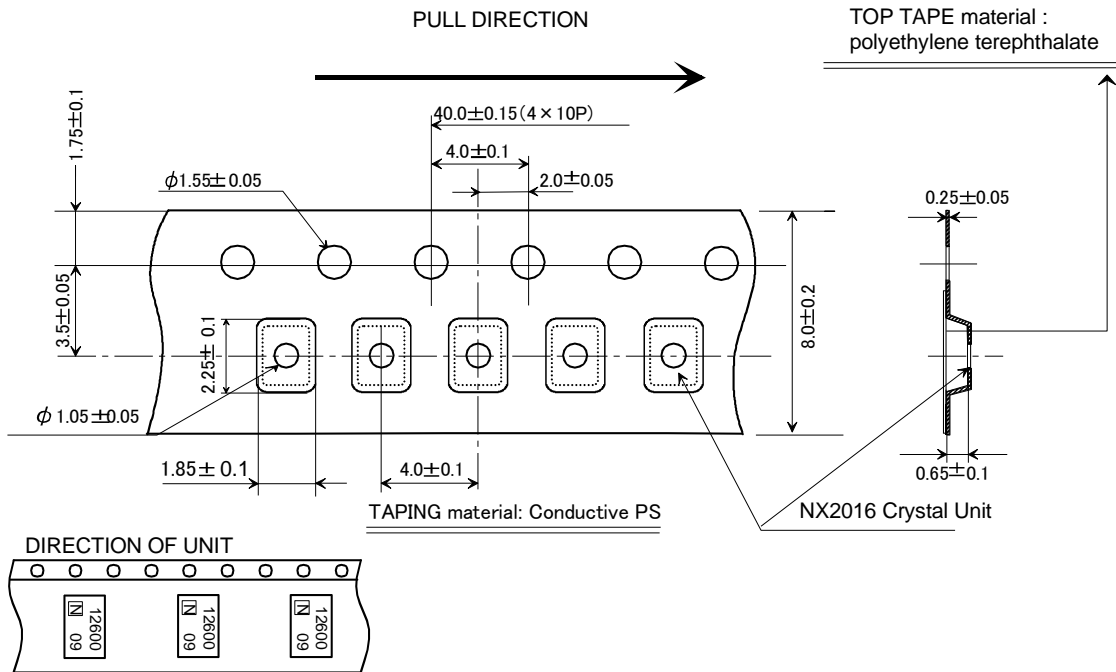 PULL DIRECTION
TOP TAPE material :
polyethylene terephthalate
1.75±0.1
40.0±0.15(4×10P)
4.0±0.1
φ1.55±0.05
2.0±0.05
0.25±0.05
3.5±0.05
2.25± 0.1
8.0±0.2
φ 1.05±0.05
1.85± 0.1
4.0±0.1
0.65±0.1
TAPING material: Conductive PS
NX2016 Crystal Unit
DIRECTION OF UNIT
12600
N 09
12600
N 09
12600
N 09